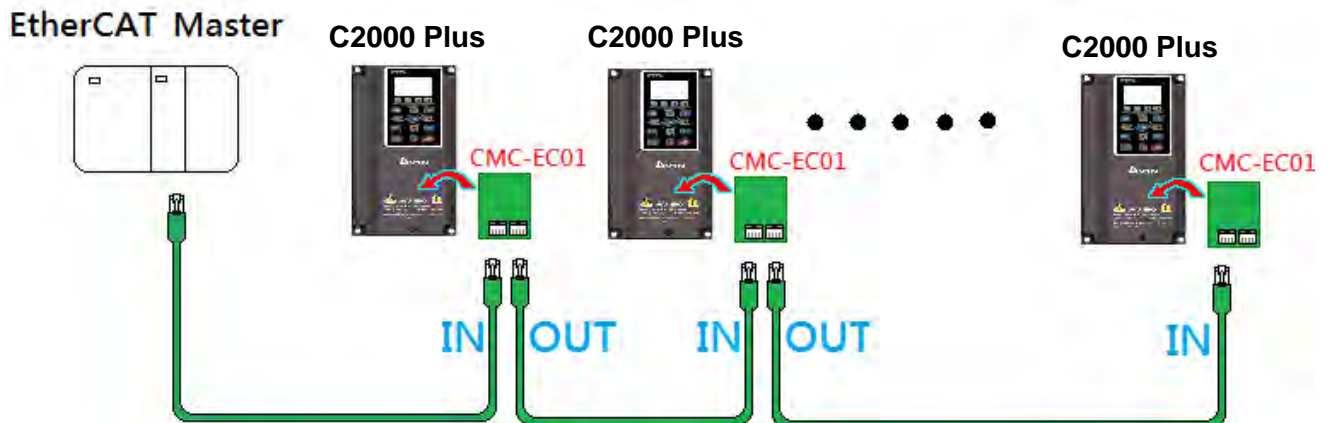 EtherCAT Master
C2000 Plus
C2000 Plus
C2000 Plus
CMC-EC01
CMC-EC01
CMC-EC01
IN OUT
IN OUT
IN